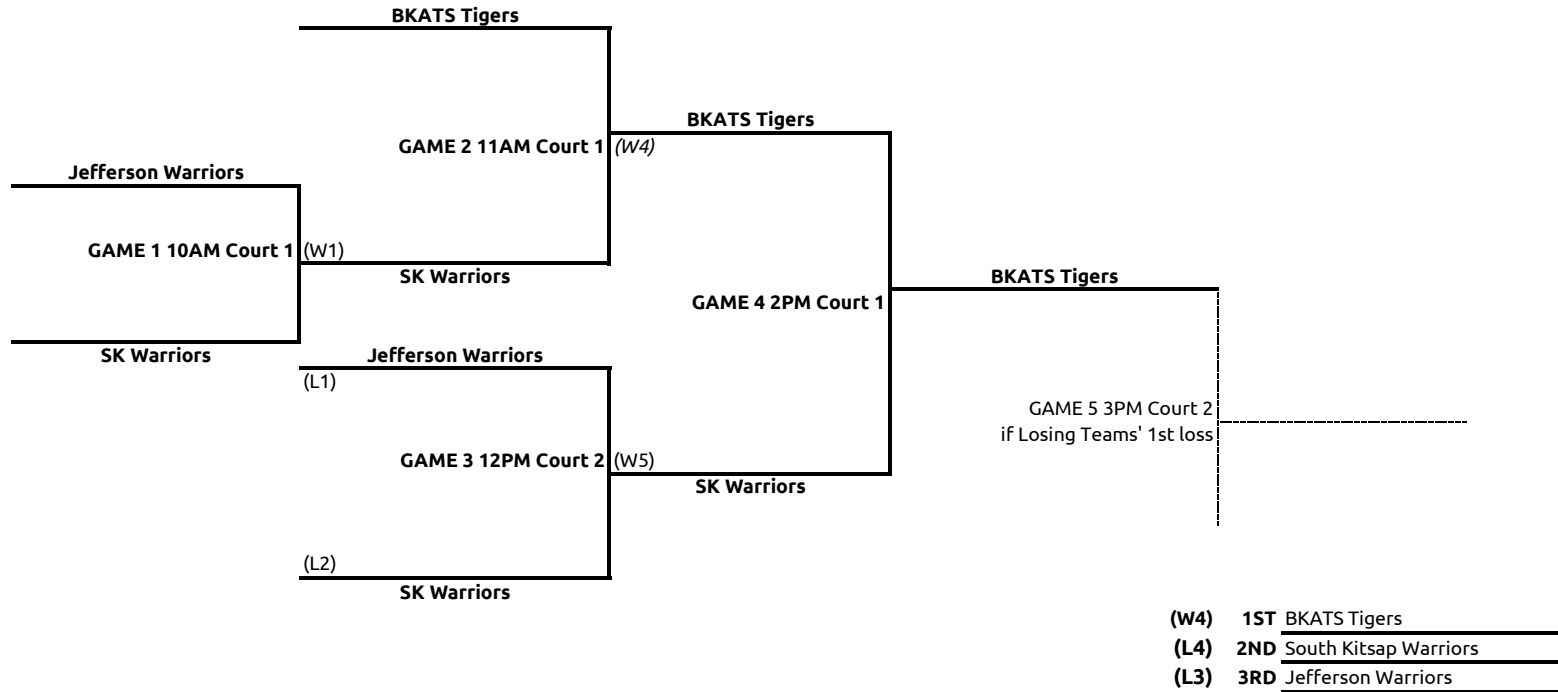 BKATS Tigers
BKATS Tigers
GAME 2 11AM Court 1 (W4)
Jefferson Warriors
GAME 1 10AM Court 1 (W1)
SK Warriors
BKATS Tigers
GAME 4 2PM Court 1
SK Warriors
Jefferson Warriors
(L1)
GAME 5 3PM Court 2
if Losing Teams' 1st loss
GAME 3 12PM Court 2 (W5)
SK Warriors
(L2)
SK Warriors
(W4) 1ST BKATS Tigers
(L4) 2ND South Kitsap Warriors
(L3) 3RD Jefferson Warriors